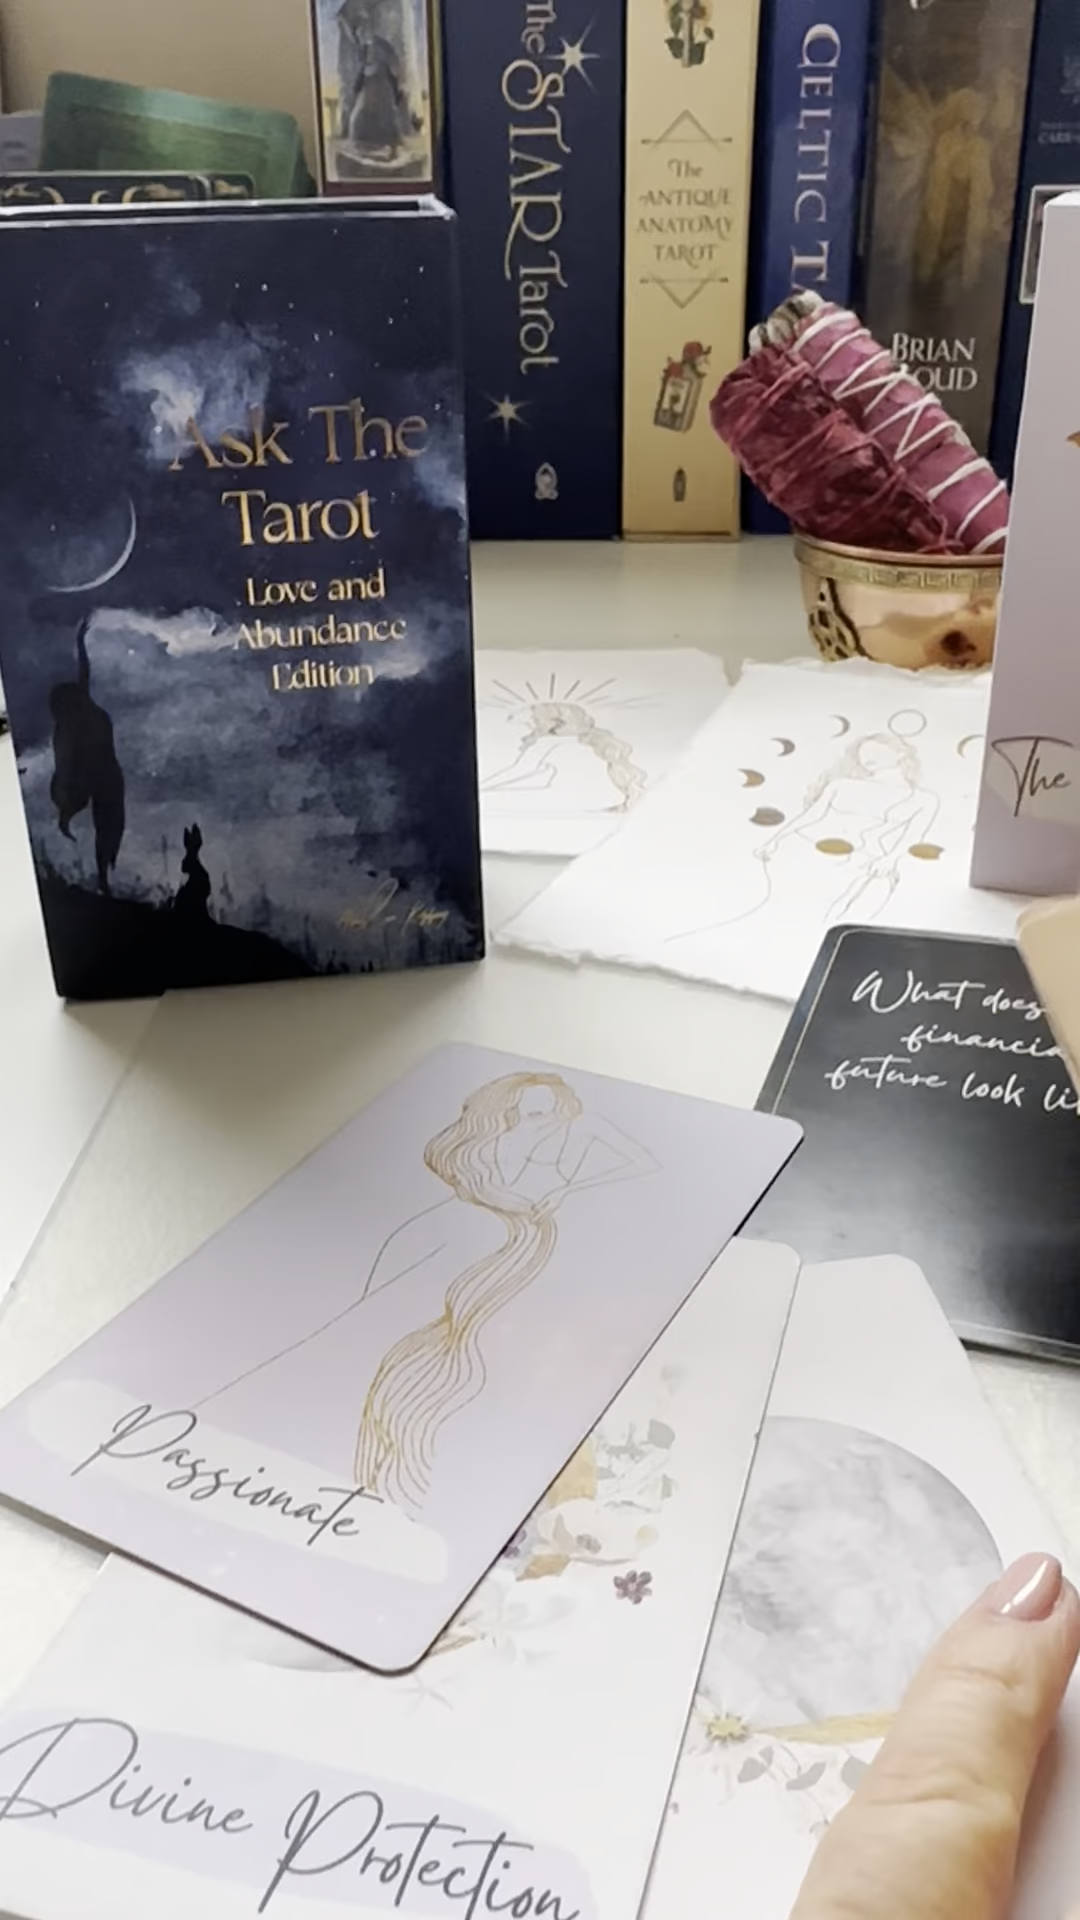 The STAR Tarot
The
ANTIQUE
ANATOMY
TAROT
CELTIC T
BRIAN
OUD
Ask The
Tarot
Love and
Abundance
Edition
The
What does
financia
future look li
Passionate
Divine Protection